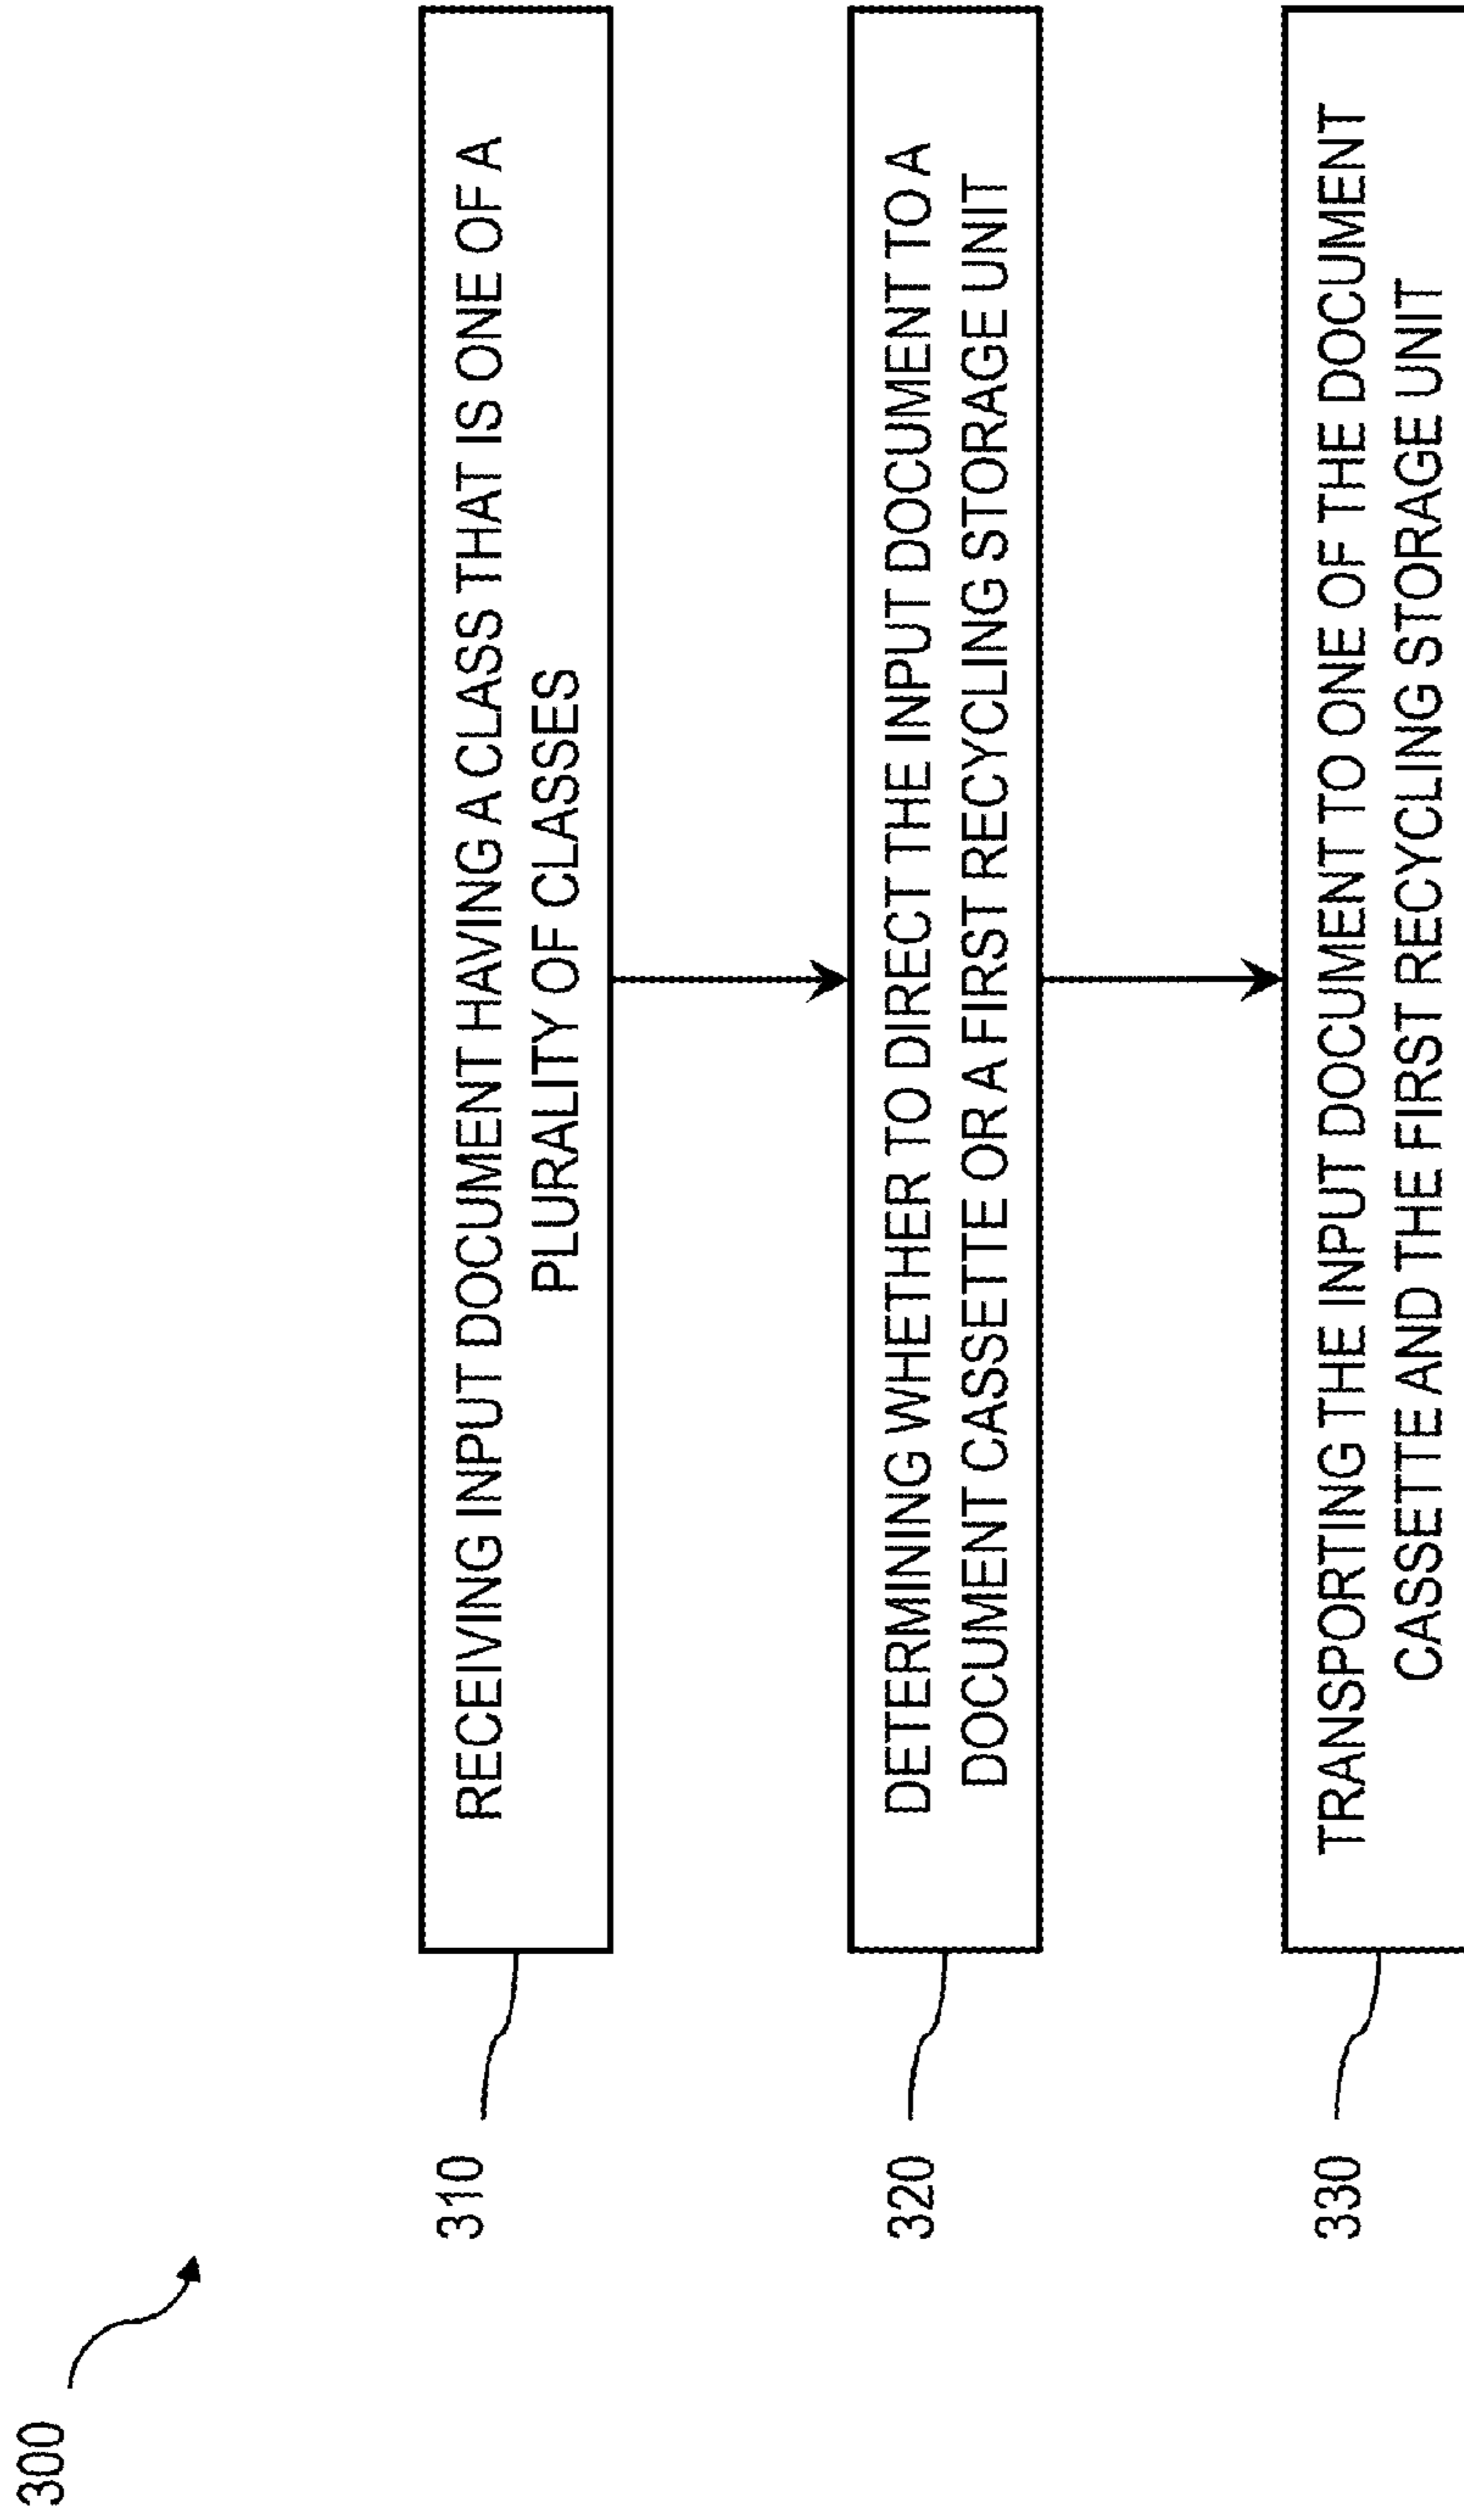 300
310
RECEIVING INPUT DOCUMENT HAVING A CLASS THAT IS ONE OF A
PLURALITY OF CLASSES
320
DETERMINING WHETHER TO DIRECT THE INPUT DOCUMENT TO A
DOCUMENT CASSETTE OR A FIRST RECYCLING STORAGE UNIT
330
TRANSPORTING THE INPUT DOCUMENT TO ONE OF THE DOCUMENT
CASSETTE AND THE FIRST RECYCLING STORAGE UNIT